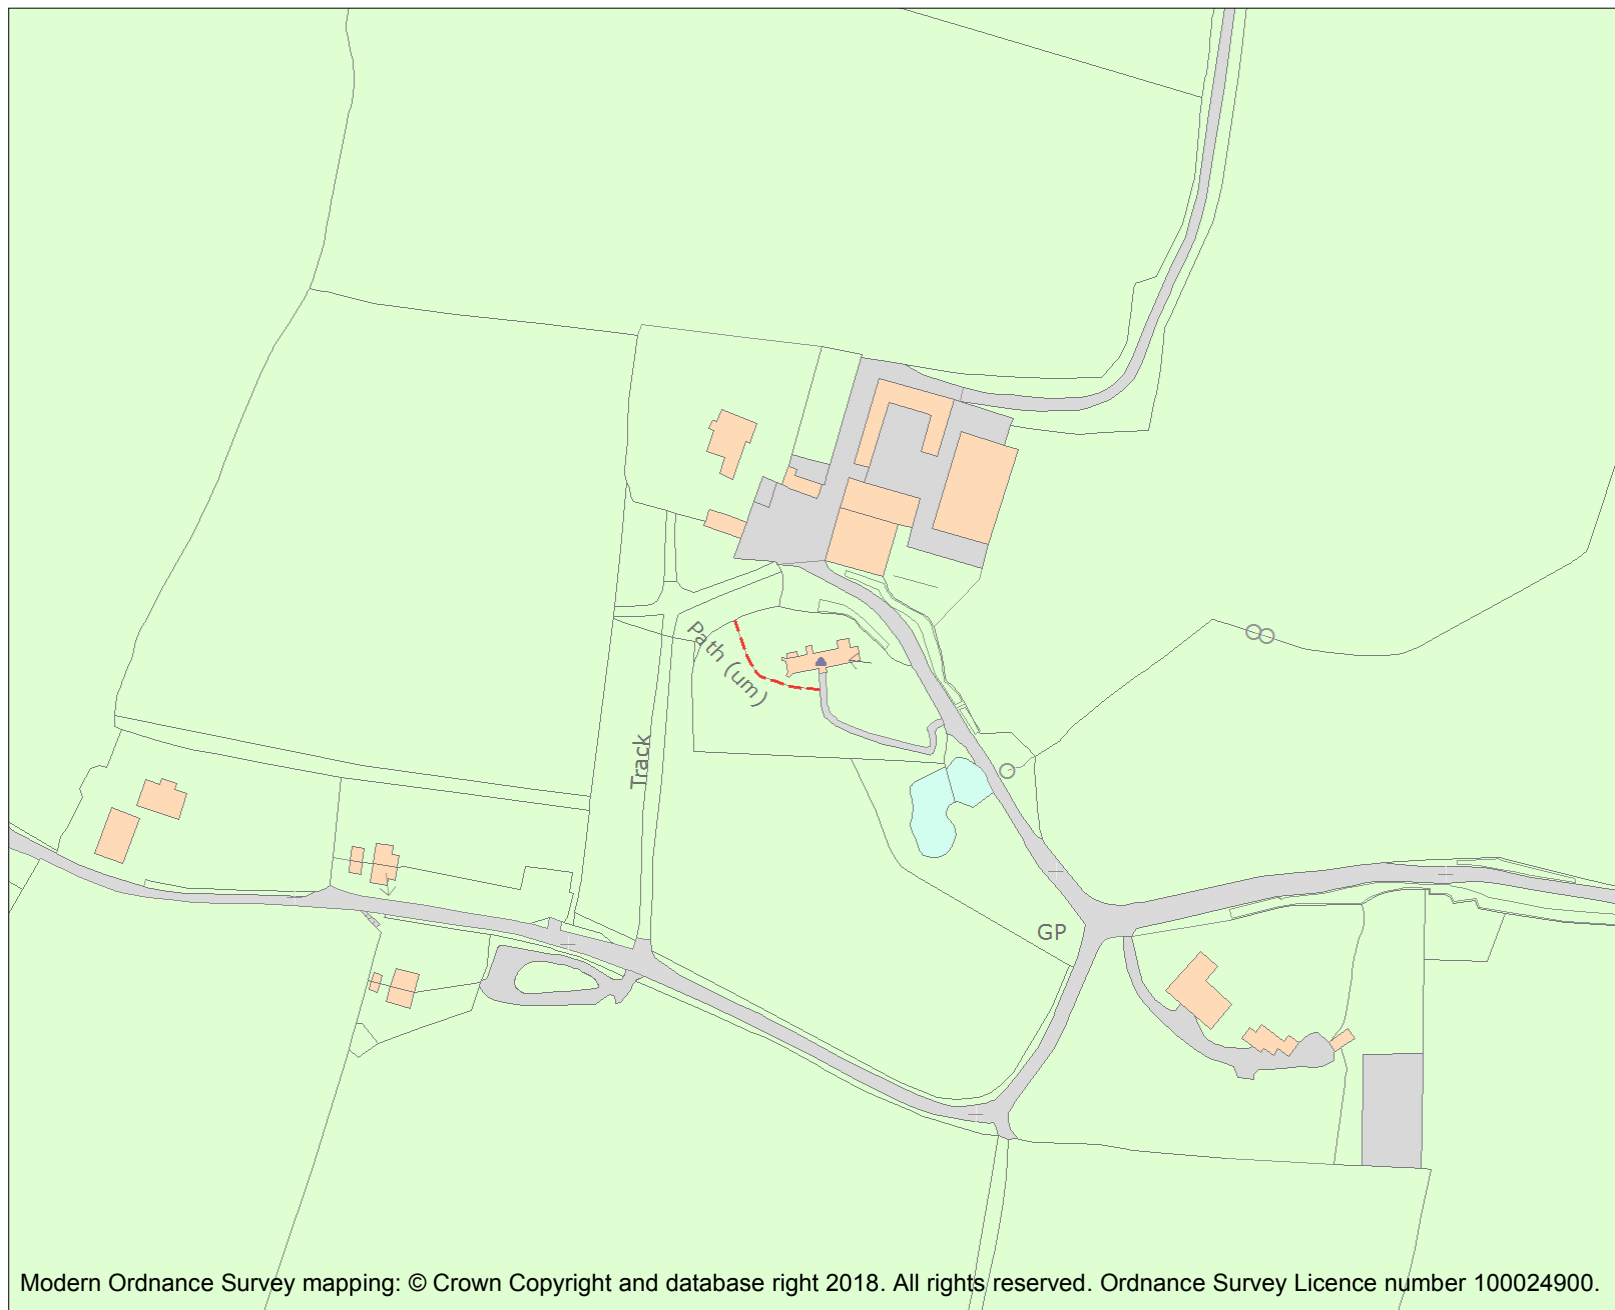 Path (um)
Track
GP
Modern Ordnance Survey mapping: © Crown Copyright and database right 2018. All rights reserved. Ordnance Survey Licence number 100024900.